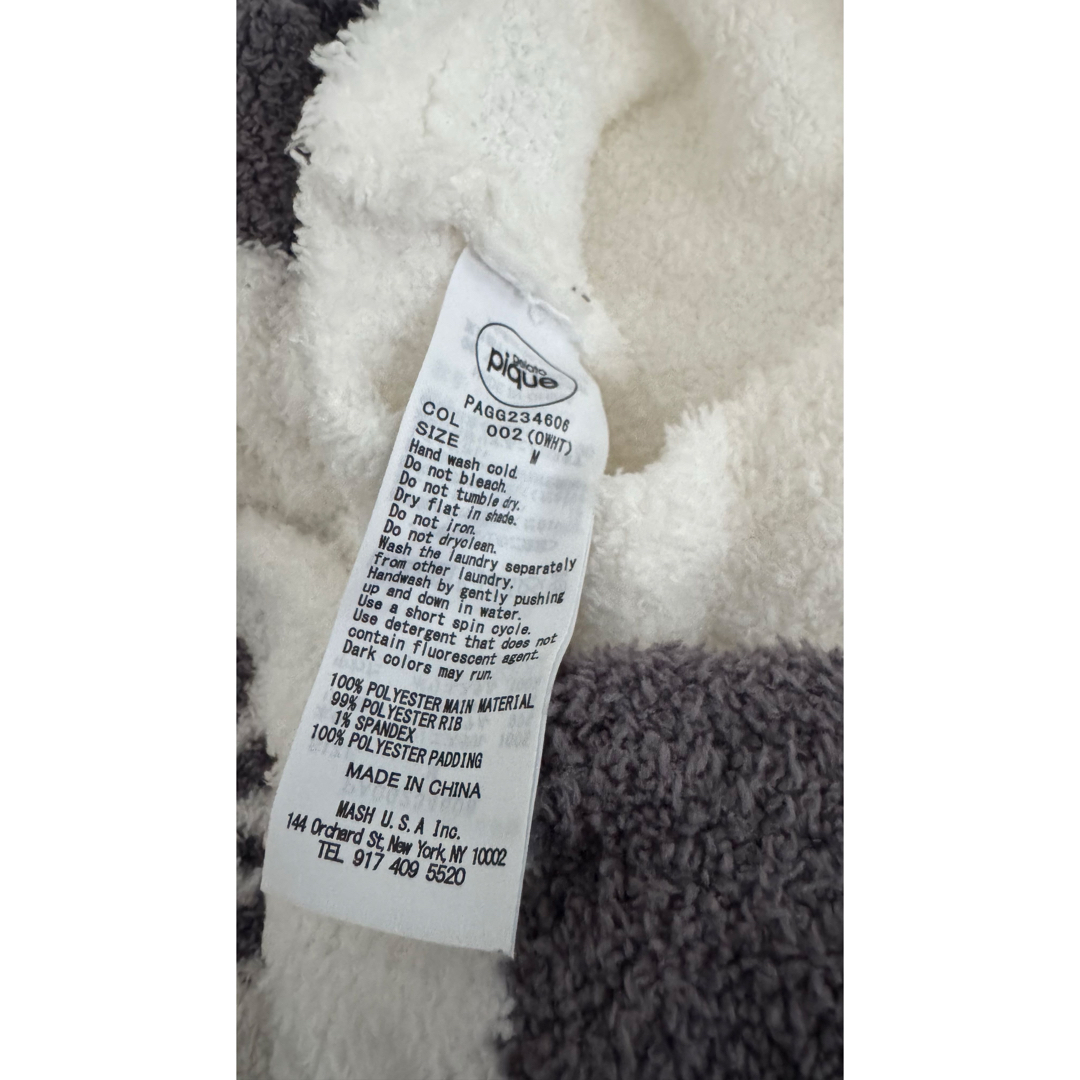 gelato
pique
PAGG234606
COL 002 (OWHT)
SIZE M
Hand wash cold.
Do not bleach.
Do not tumble dry.
Dry flat in shade.
Do not iron.
Do not dryclean.
Wash the laundry separately
from other laundry.
Handwash by gently pushing
up and down in water.
Use a short spin cycle.
Use detergent that does not
contain fluorescent agent.
Dark colors may run.
100% POLYESTER MAIN MATERIAL
99% POLYESTER RIB
1% SPANDEX
100% POLYESTER PADDING
MADE IN CHINA
MASH U.S.A Inc.
144 Orchard St, New York, NY 10002
TEL 917 409 5520